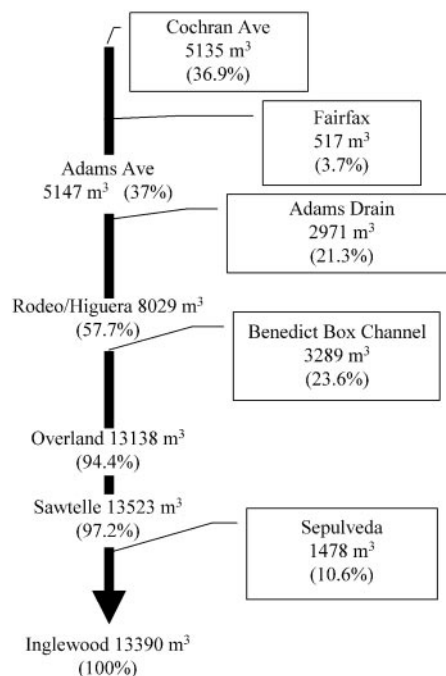 Cochran Ave
5135 m³
(36.9%)
Fairfax
517 m³
(3.7%)
Adams Ave
5147 m³ (37%)
Adams Drain
2971 m³
(21.3%)
Rodeo/Higuera 8029 m³
(57.7%)
Benedict Box Channel
3289 m³
(23.6%)
Overland 13138 m³
(94.4%)
Sawtelle 13523 m³
(97.2%)
Sepulveda
1478 m³
(10.6%)
Inglewood 13390 m³
(100%)